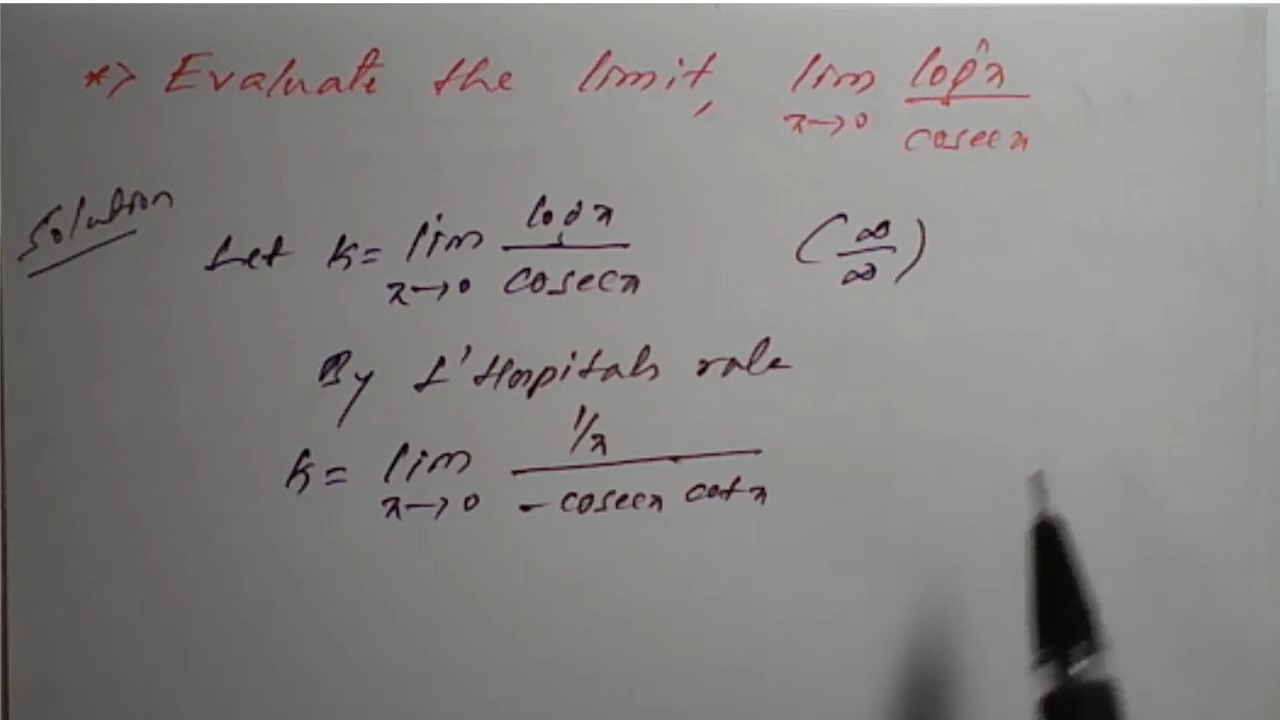 *> Evaluate the limit, lim x→0 log x / cosec x
Solution
Let k = lim x→0 log x / cosec x (∞/∞)
By L'Hospitals rule
k = lim x→0 1/x / - cosec x cot x